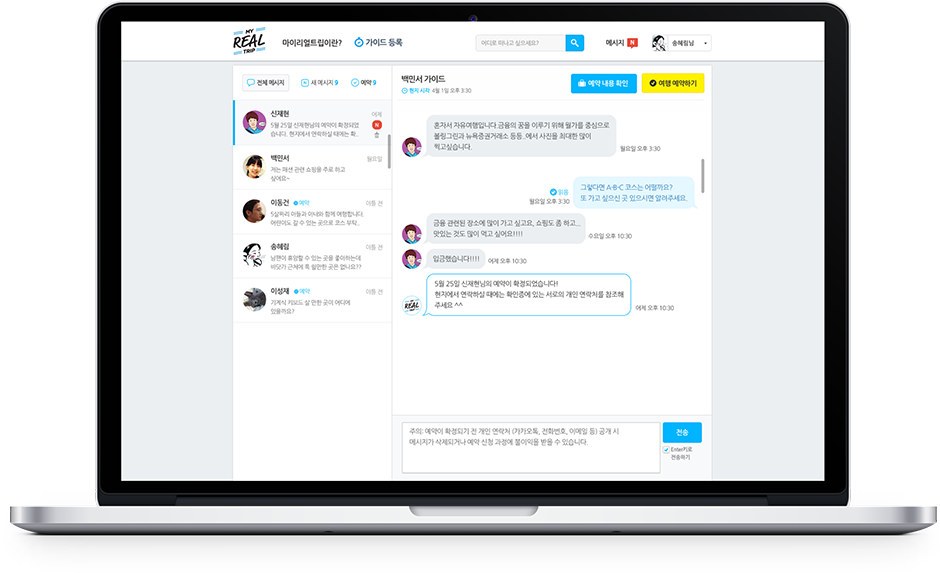 MY
REAL
TRIP
마이리얼트립이란?
가이드 등록
어디로 떠나고 싶으세요?
메시지 N
송혜림님
전체 메시지
새 메시지 9
예약 9
신재현
어제
5월 25일 신재현님의 예약이 확정되었
습니다. 현지에서 연락하실 때에는 확..
N
백민서
월요일
저는 패션 관련 쇼핑을 주로 하고
싶어요~
이동건 예약
이틀 전
5살짜리 아들과 아내와 함께 여행합니다.
어린이도 갈 수 있는 곳으로 코스 부탁..
송혜림
이틀 전
남편이 휴양할 수 있는 곳을 좋아하는데
바닷가 근처에 푹 쉴만한 곳은 없나요??
이성재 예약
이틀 전
기계식 키보드 살 만한 곳이 어디에
있을까요?
백민서 가이드
현지 시각 4월 1일 오후 3:30
예약 내용 확인
여행 예약하기
혼자서 자유여행입니다.금융의 꿈을 이루기 위해 월가를 중심으로
볼링그린과 뉴욕증권거래소 등등..에서 사진을 최대한 많이
찍고싶습니다.
월요일 오후 3:30
그렇다면 A-B-C 코스는 어떨까요?
또 가고 싶으신 곳 있으시면 알려주세요.
읽음
월요일 오후 3:30
금융 관련된 장소에 많이 가고 싶고요, 쇼핑도 좀 하고...
맛있는 것도 많이 먹고 싶어요!!!!
수요일 오후 10:30
입금했습니다!!!!
어제 오후 10:30
REAL
5월 25일 신재현님의 예약이 확정되었습니다!
현지에서 연락하실 때에는 확인증에 있는 서로의 개인 연락처를 참조해
주세요 ^^
어제 오후 10:30
주의: 예약이 확정되기 전 개인 연락처 (카카오톡, 전화번호, 이메일 등) 공개 시
메시지가 삭제되거나 예약 신청 과정에 불이익을 받을 수 있습니다.
전송
Enter키로
전송하기